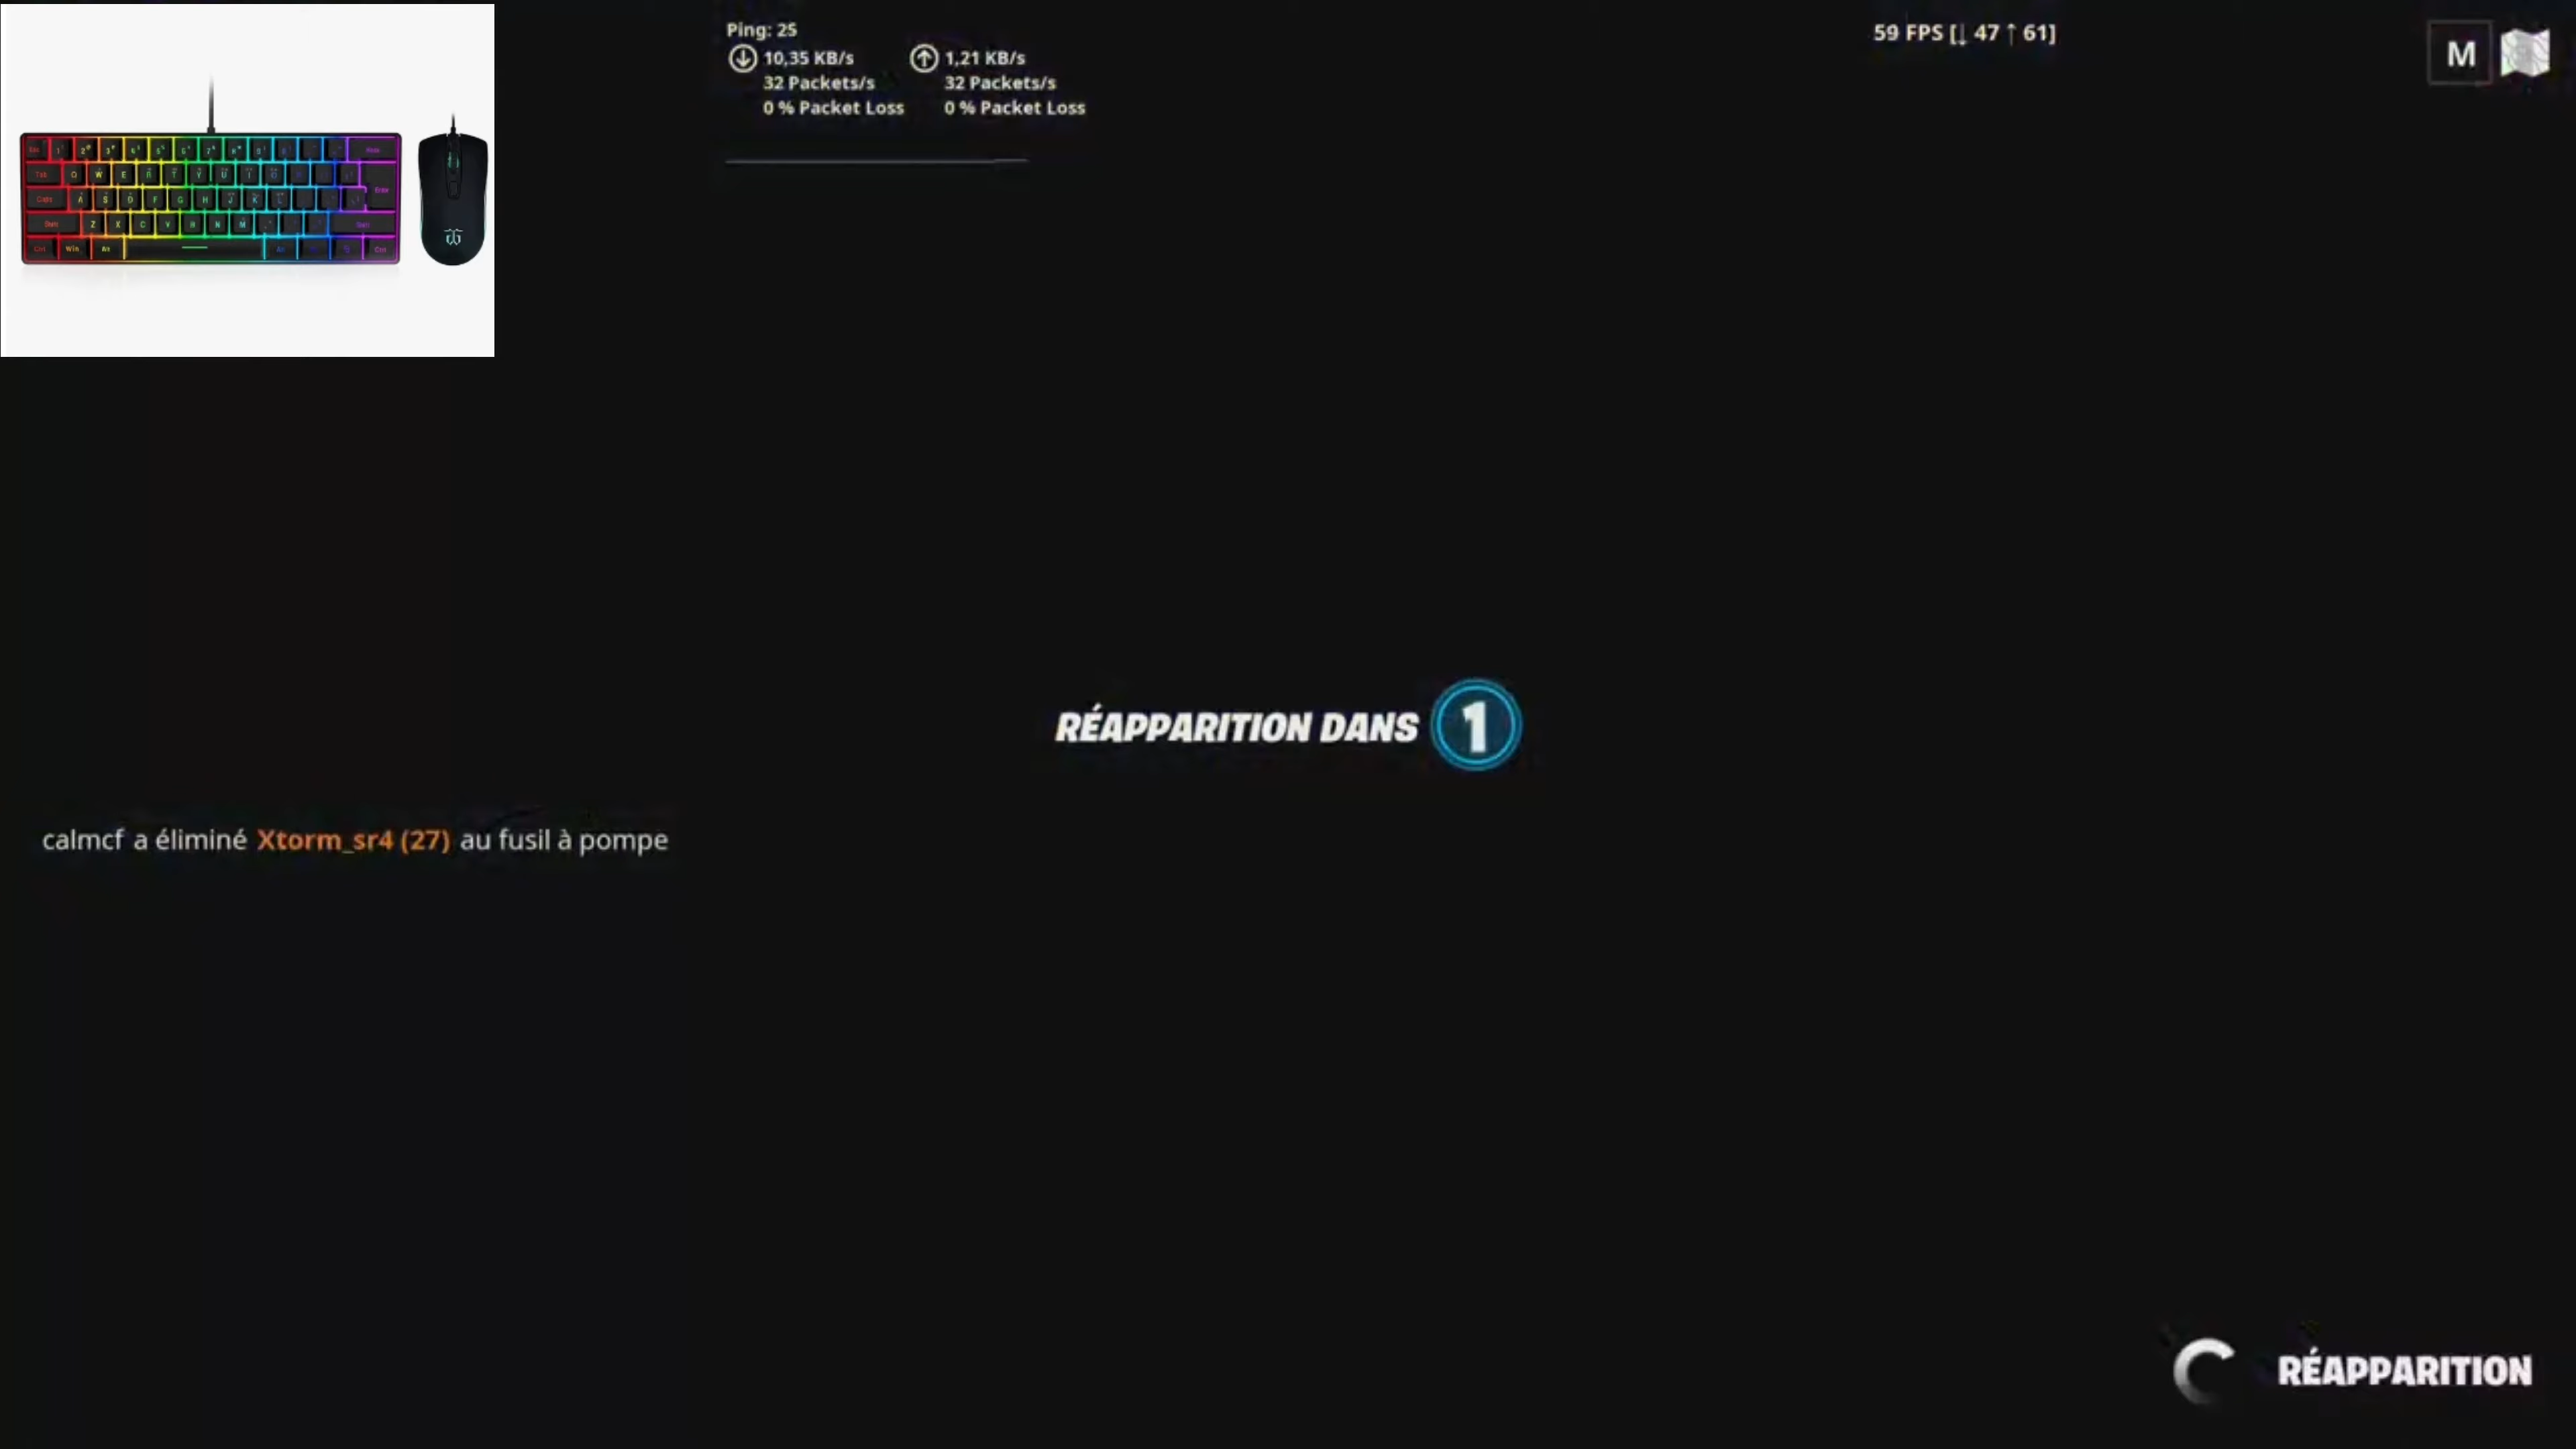 Ping: 25
10,35 KB/s 1,21 KB/s
32 Packets/s 32 Packets/s
0 % Packet Loss 0 % Packet Loss
59 FPS [↓ 47 ↑ 61]
M
RÉAPPARITION DANS 1
calmcf a éliminé Xtorm_sr4 (27) au fusil à pompe
RÉAPPARITION